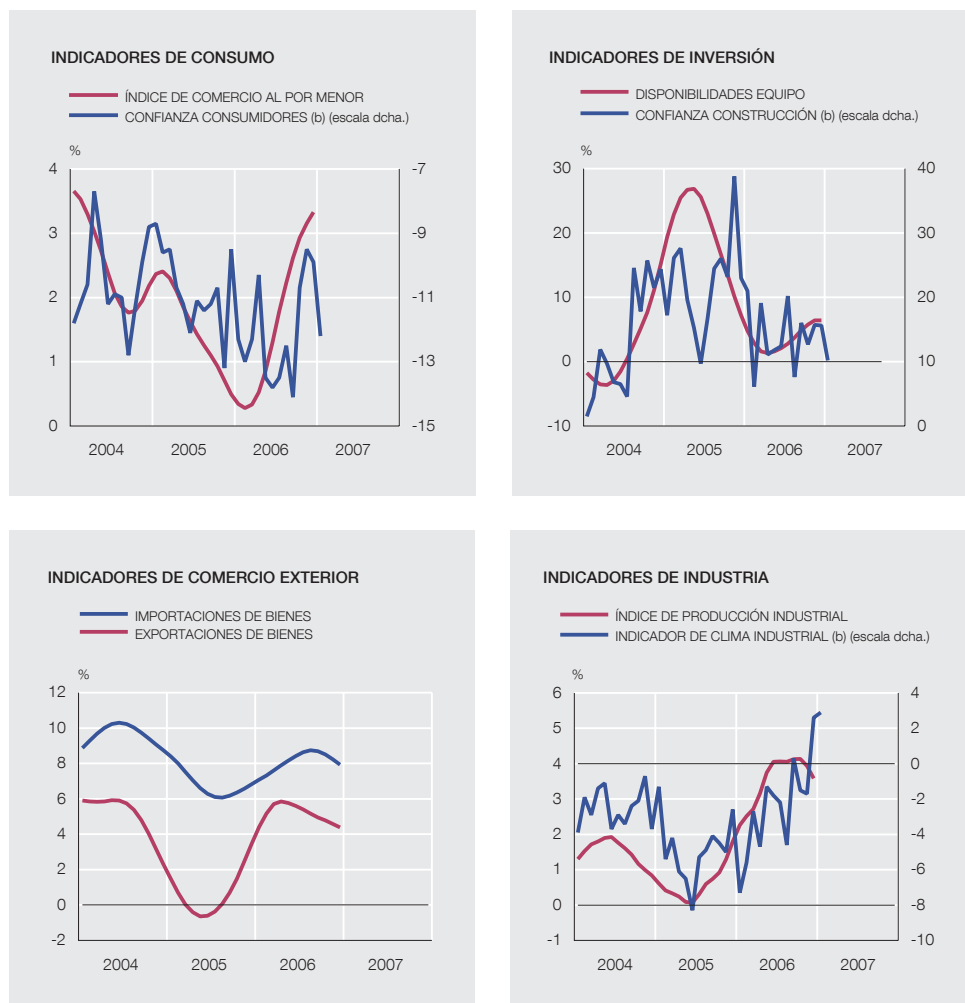 INDICADORES DE CONSUMO
ÍNDICE DE COMERCIO AL POR MENOR
CONFIANZA CONSUMIDORES (b) (escala dcha.)
%
4 -7
3 -9
2 -11
1 -13
0 -15
2004 2005 2006 2007
INDICADORES DE INVERSIÓN
DISPONIBILIDADES EQUIPO
CONFIANZA CONSTRUCCIÓN (b) (escala dcha.)
%
30 40
20 30
10 20
0 10
-10 0
2004 2005 2006 2007
INDICADORES DE COMERCIO EXTERIOR
IMPORTACIONES DE BIENES
EXPORTACIONES DE BIENES
%
12
10
8
6
4
2
0
-2
2004 2005 2006 2007
INDICADORES DE INDUSTRIA
ÍNDICE DE PRODUCCIÓN INDUSTRIAL
INDICADOR DE CLIMA INDUSTRIAL (b) (escala dcha.)
%
6 4
5 2
4 0
3 -2
2 -4
1 -6
0 -8
-1 -10
2004 2005 2006 2007